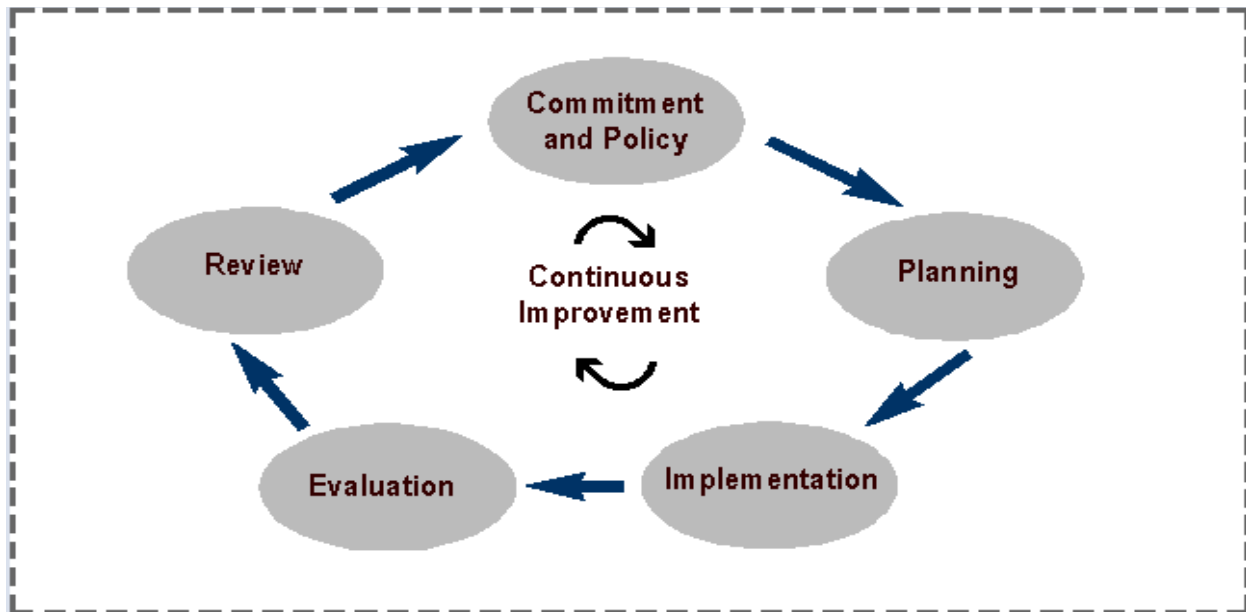 Commitment
and Policy
Review
Planning
Continuous
Improvement
Evaluation
Implementation